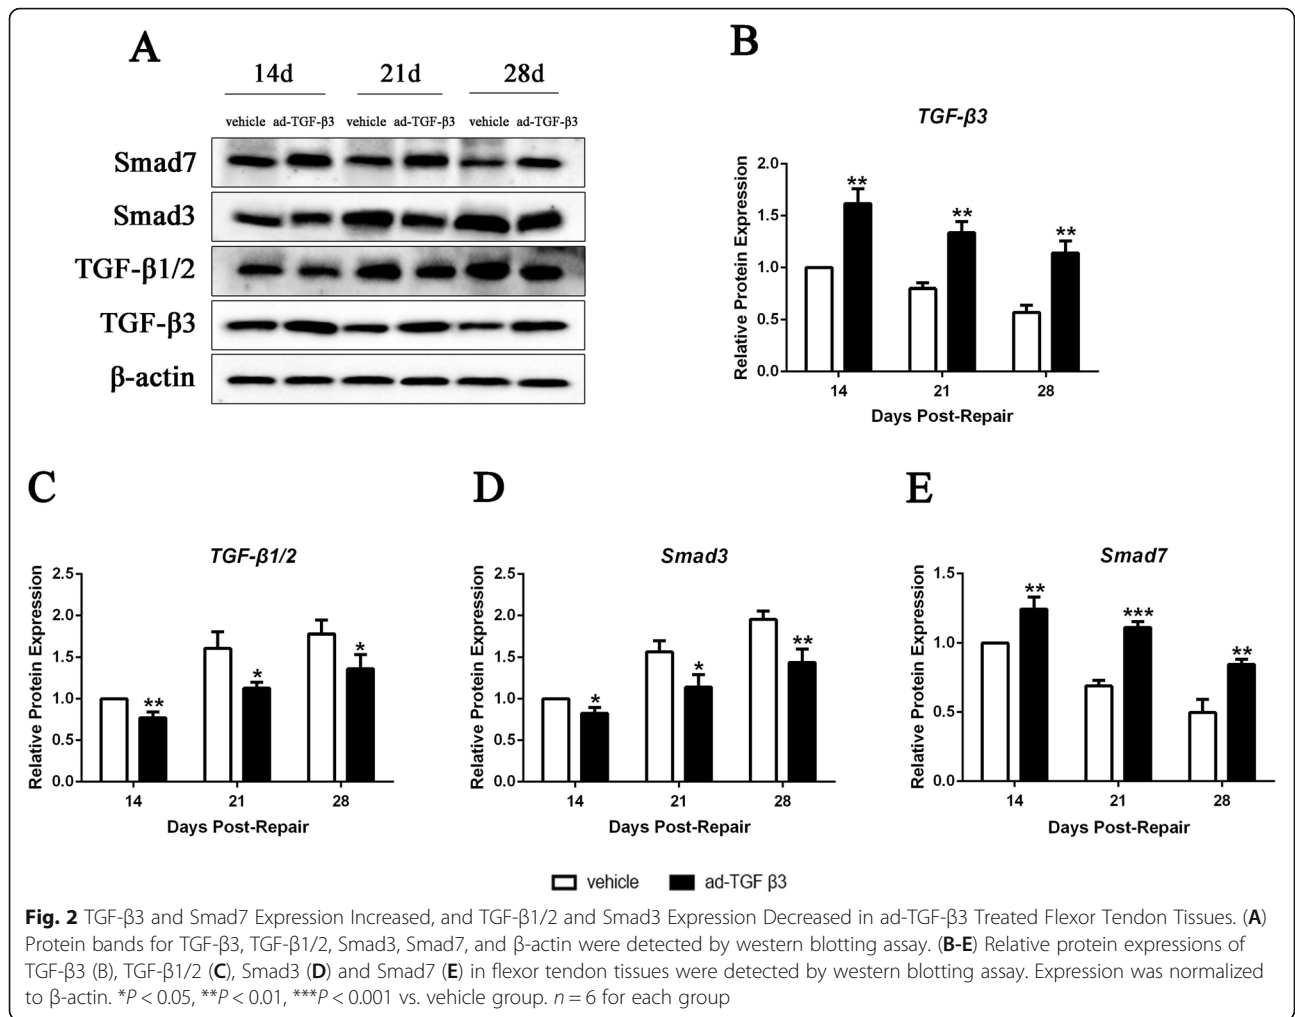 A
14d 21d 28d
vehicle ad-TGF-β3 vehicle ad-TGF-β3 vehicle ad-TGF-β3
Smad7
Smad3
TGF-β1/2
TGF-β3
β-actin
B
TGF-β3
Relative Protein Expression
2.0
1.5
1.0
0.5
0.0
** ** **
14 21 28
Days Post-Repair
C
TGF-β1/2
Relative Protein Expression
2.5
2.0
1.5
1.0
0.5
0.0
** * *
14 21 28
Days Post-Repair
D
Smad3
Relative Protein Expression
2.5
2.0
1.5
1.0
0.5
0.0
* * **
14 21 28
Days Post-Repair
E
Smad7
Relative Protein Expression
1.5
1.0
0.5
0.0
** *** **
14 21 28
Days Post-Repair
vehicle ad-TGF β3
Fig. 2 TGF-β3 and Smad7 Expression Increased, and TGF-β1/2 and Smad3 Expression Decreased in ad-TGF-β3 Treated Flexor Tendon Tissues. (A)
Protein bands for TGF-β3, TGF-β1/2, Smad3, Smad7, and β-actin were detected by western blotting assay. (B-E) Relative protein expressions of
TGF-β3 (B), TGF-β1/2 (C), Smad3 (D) and Smad7 (E) in flexor tendon tissues were detected by western blotting assay. Expression was normalized
to β-actin. *P < 0.05, **P < 0.01, ***P < 0.001 vs. vehicle group. n = 6 for each group